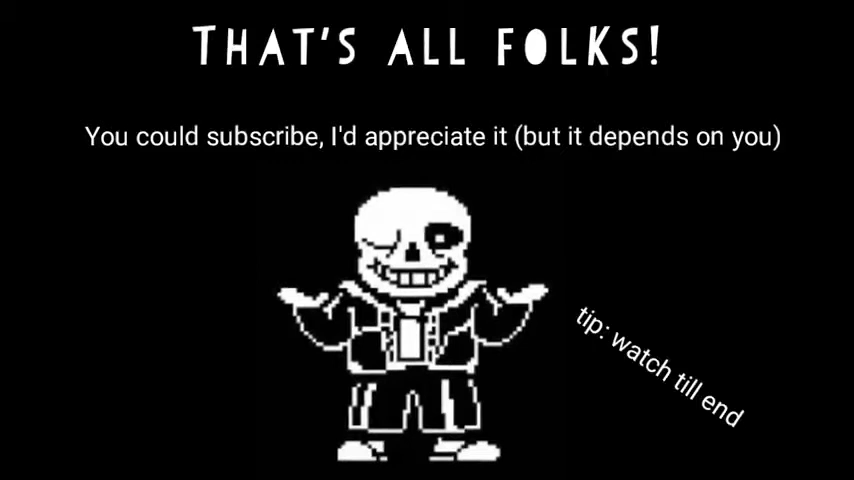 THAT'S ALL FOLKS!
You could subscribe, I'd appreciate it (but it depends on you)
tip: watch till end